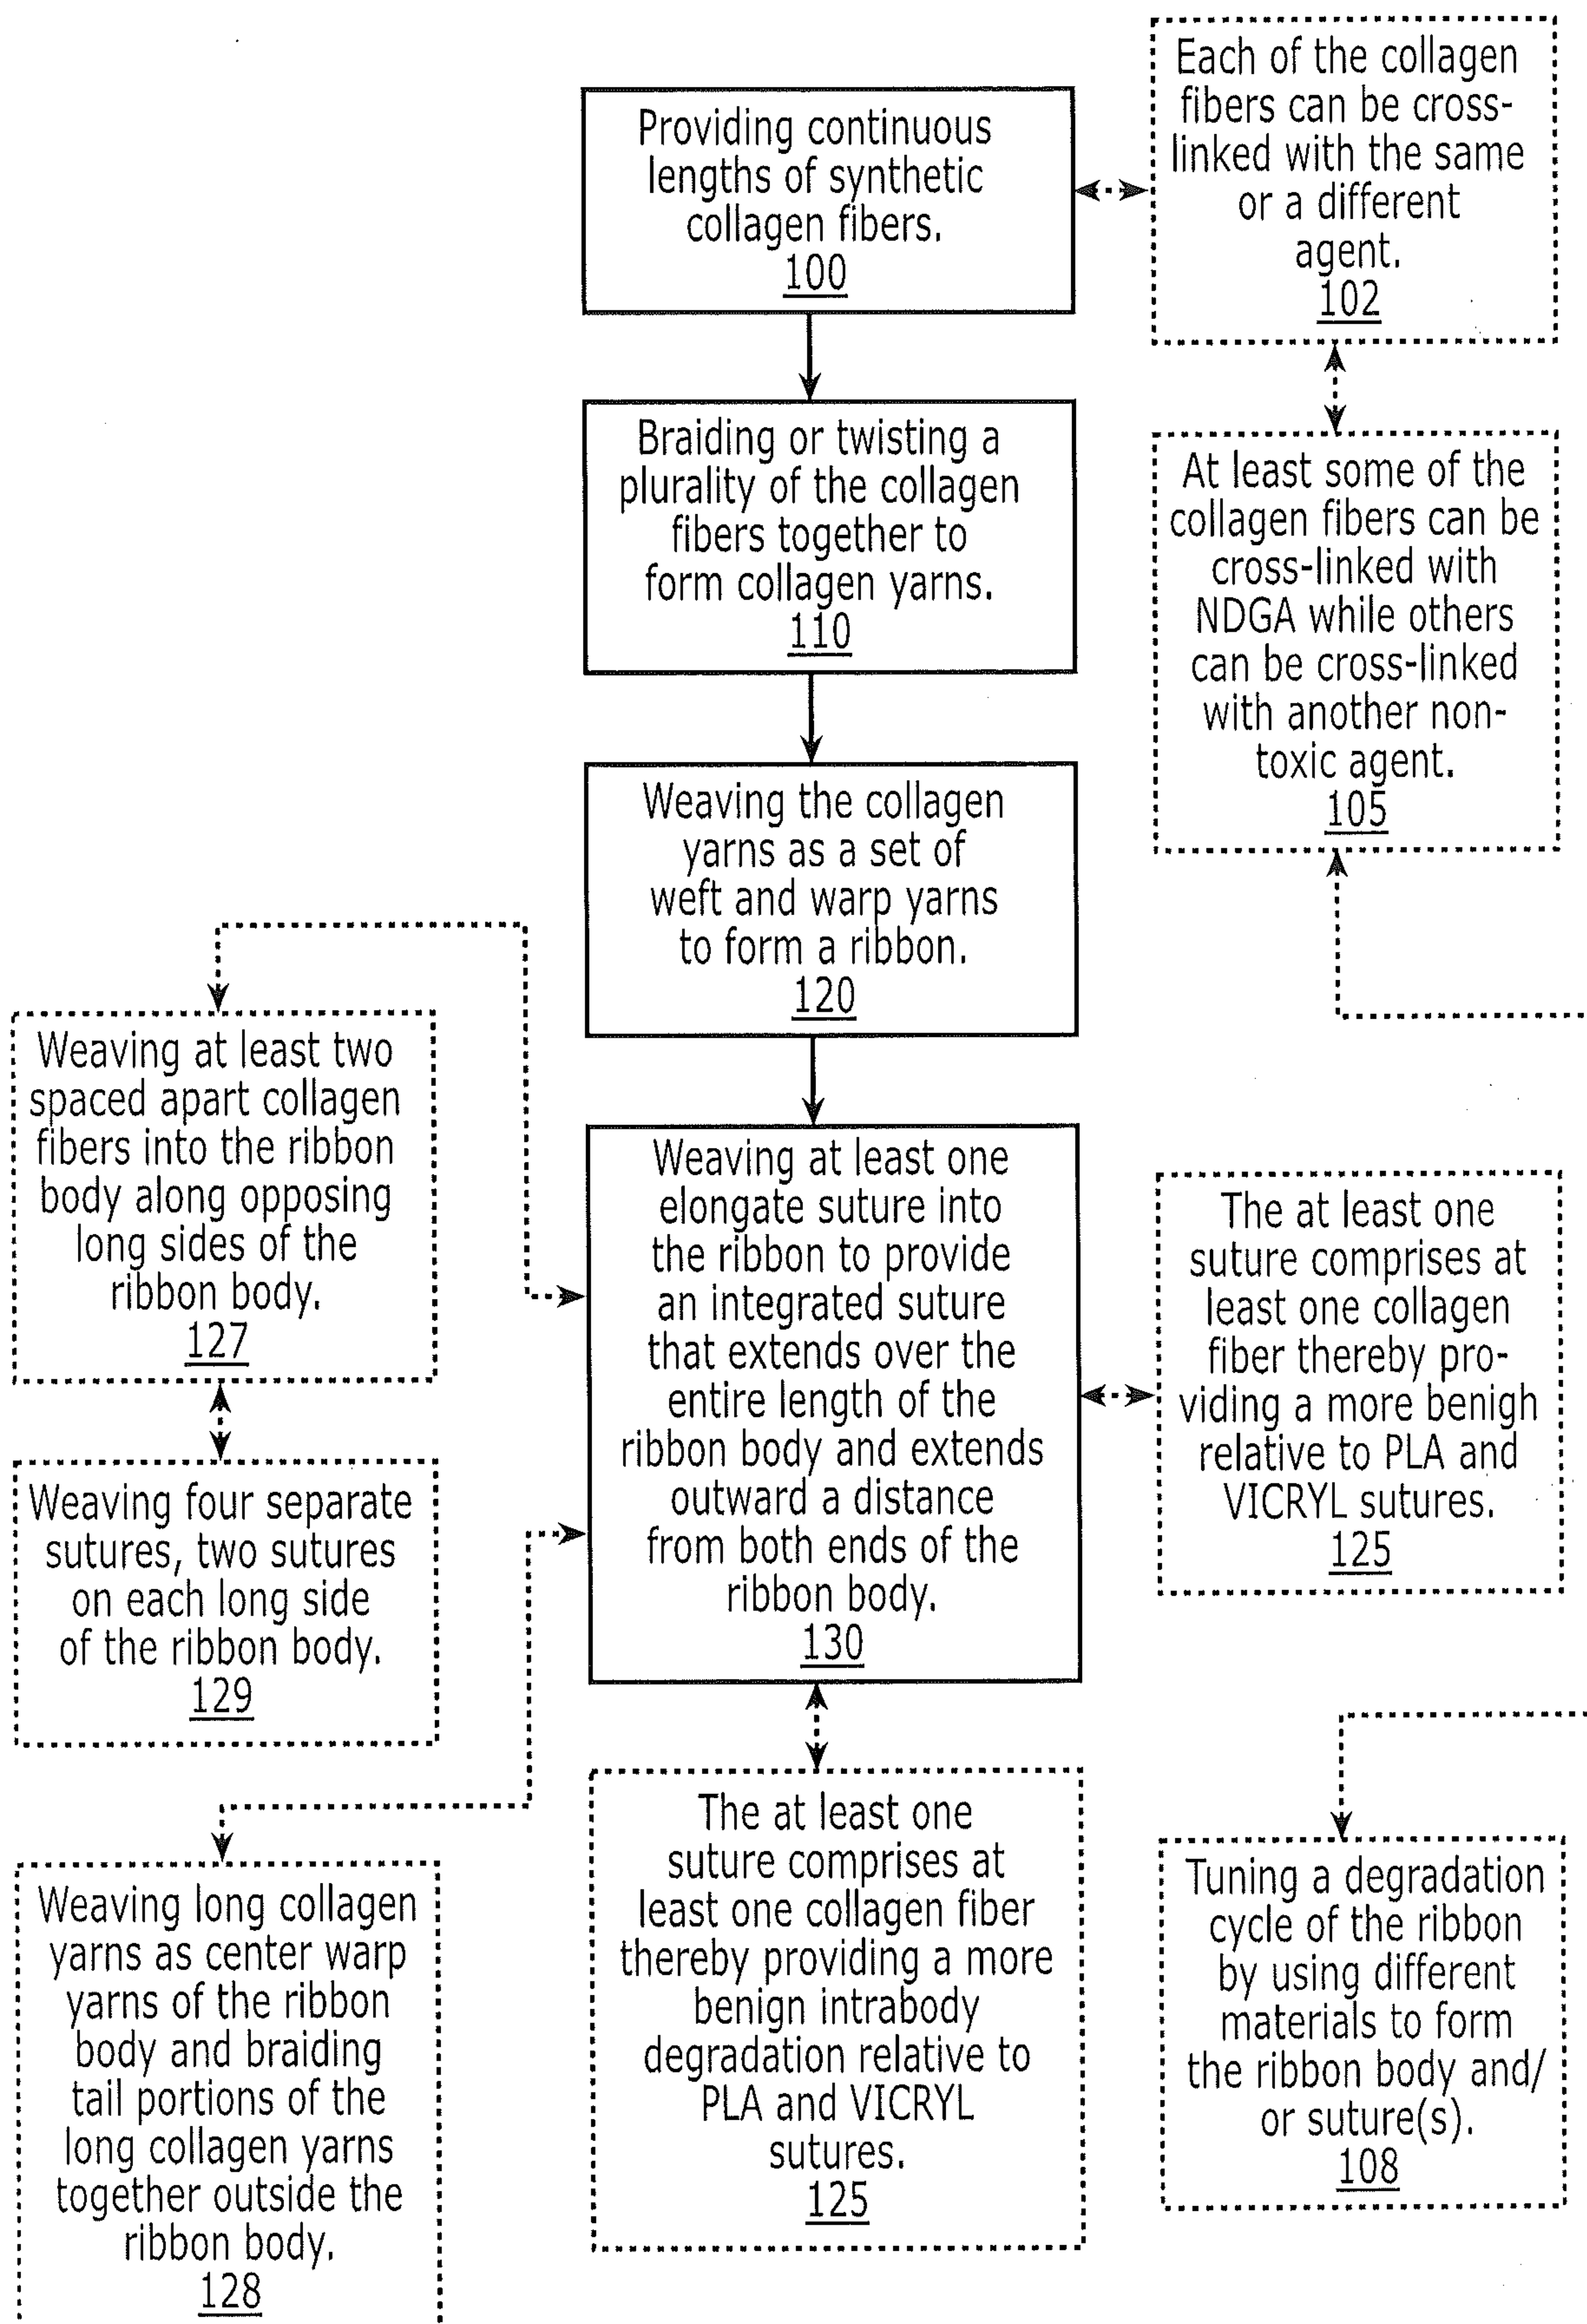 Providing continuous
lengths of synthetic
collagen fibers.
100
Each of the collagen
fibers can be cross-
linked with the same
or a different
agent.
102
Braiding or twisting a
plurality of the collagen
fibers together to
form collagen yarns.
110
At least some of the
collagen fibers can be
cross-linked with
NDGA while others
can be cross-linked
with another non-
toxic agent.
105
Weaving the collagen
yarns as a set of
weft and warp yarns
to form a ribbon.
120
Weaving at least two
spaced apart collagen
fibers into the ribbon
body along opposing
long sides of the
ribbon body.
127
Weaving at least one
elongate suture into
the ribbon to provide
an integrated suture
that extends over the
entire length of the
ribbon body and extends
outward a distance
from both ends of the
ribbon body.
130
The at least one
suture comprises at
least one collagen
fiber thereby pro-
viding a more benigh
relative to PLA and
VICRYL sutures.
125
Weaving four separate
sutures, two sutures
on each long side
of the ribbon body.
129
Weaving long collagen
yarns as center warp
yarns of the ribbon
body and braiding
tail portions of the
long collagen yarns
together outside the
ribbon body.
128
The at least one
suture comprises at
least one collagen fiber
thereby providing a more
benign intrabody
degradation relative to
PLA and VICRYL
sutures.
125
Tuning a degradation
cycle of the ribbon
by using different
materials to form
the ribbon body and/
or suture(s).
108